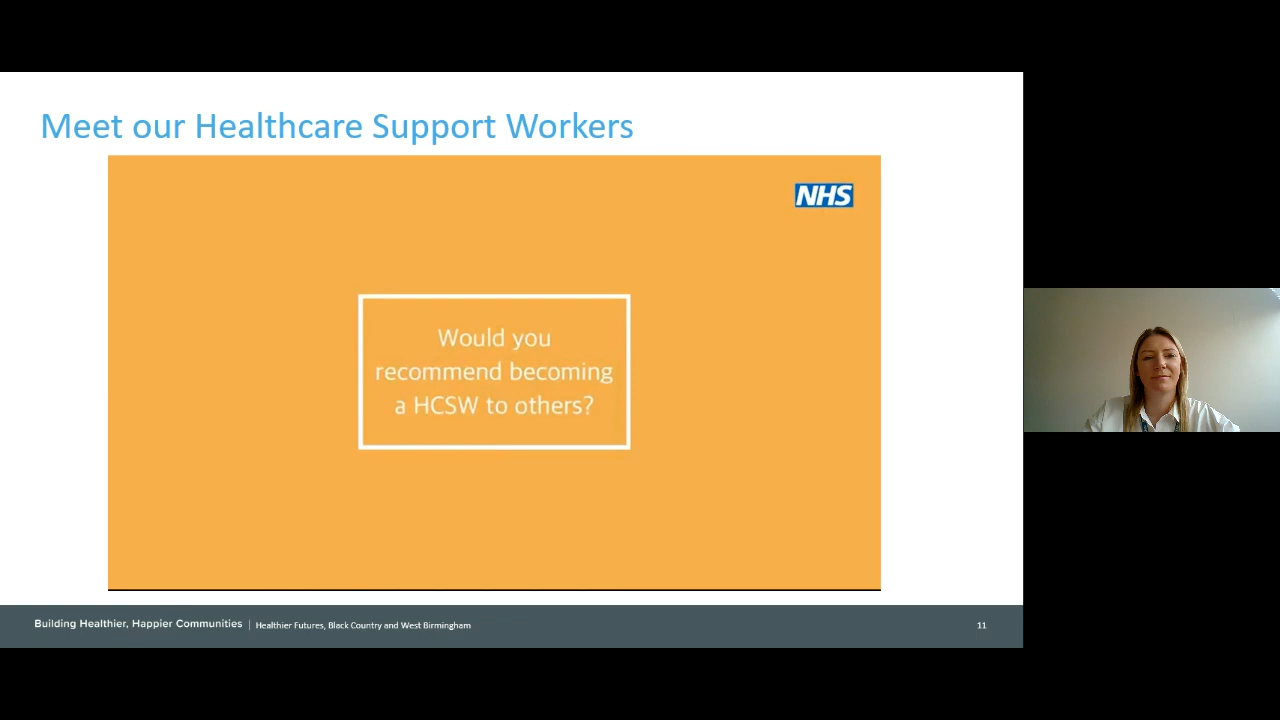 Meet our Healthcare Support Workers
NHS
Would you
recommend becoming
a HCSW to others?
Building Healthier, Happier Communities | Healthier Futures, Black Country and West Birmingham
11